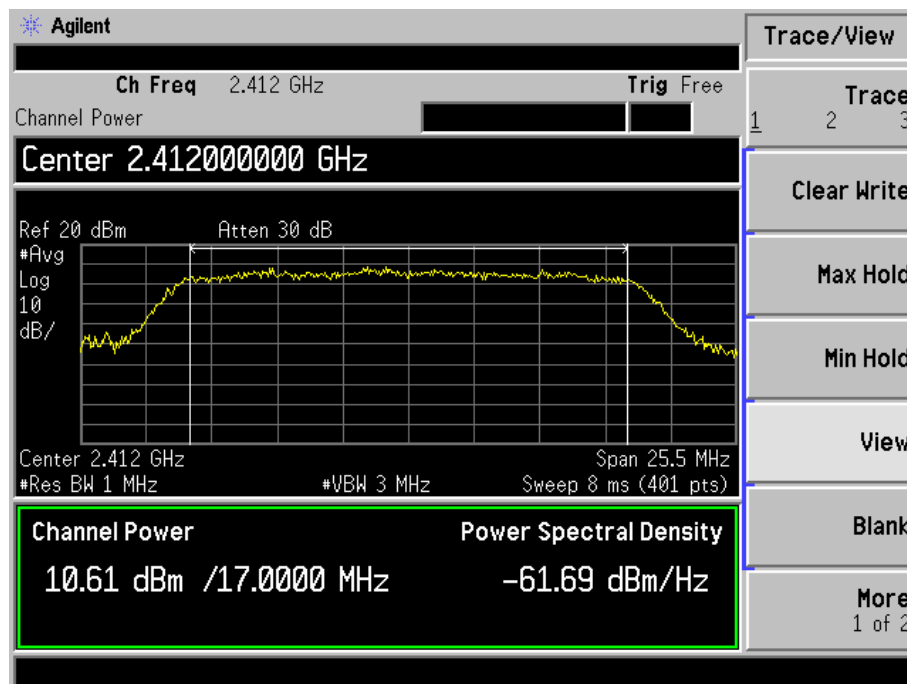 Agilent
Trace/View
Ch Freq 2.412 GHz Trig Free
Channel Power
Trace
1 2 3
Center 2.412000000 GHz
Clear Write
Ref 20 dBm Atten 30 dB
#Avg
Log
10
dB/
Max Hold
Min Hold
View
Center 2.412 GHz Span 25.5 MHz
#Res BW 1 MHz #VBW 3 MHz Sweep 8 ms (401 pts)
Channel Power Power Spectral Density
10.61 dBm /17.0000 MHz -61.69 dBm/Hz
Blank
More
1 of 2